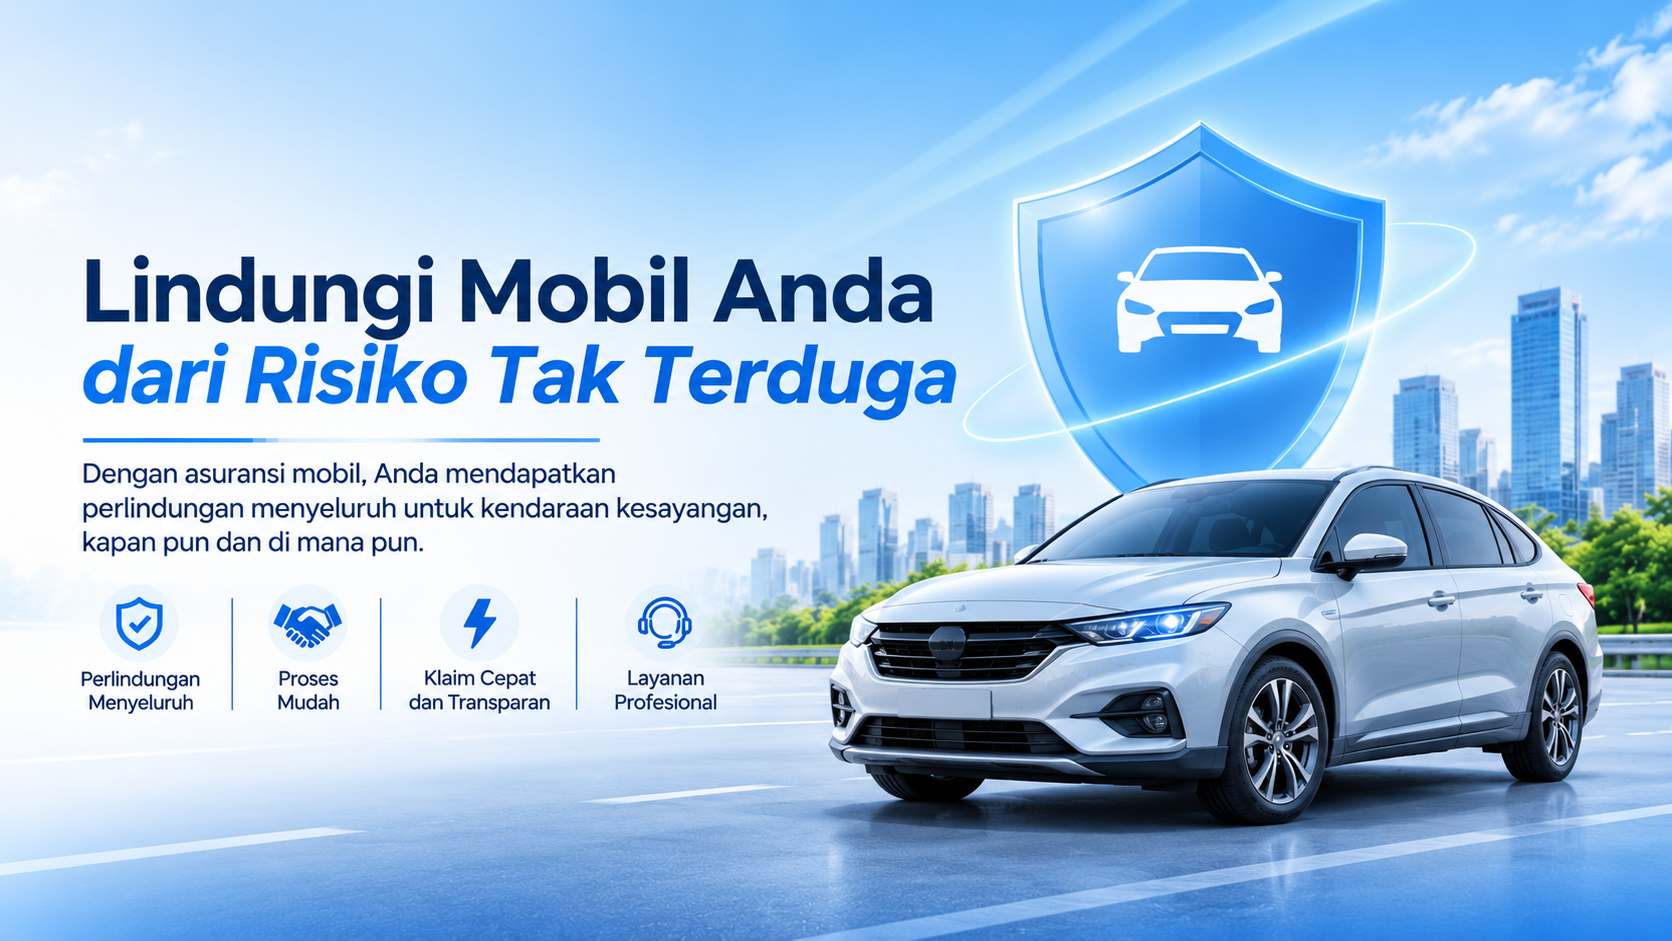 Lindungi Mobil Anda
dari Risiko Tak Terduga
Dengan asuransi mobil, Anda mendapatkan
perlindungan menyeluruh untuk kendaraan kesayangan,
kapan pun dan di mana pun.
Perlindungan
Menyeluruh
Proses
Mudah
Klaim Cepat
dan Transparan
Layanan
Profesional